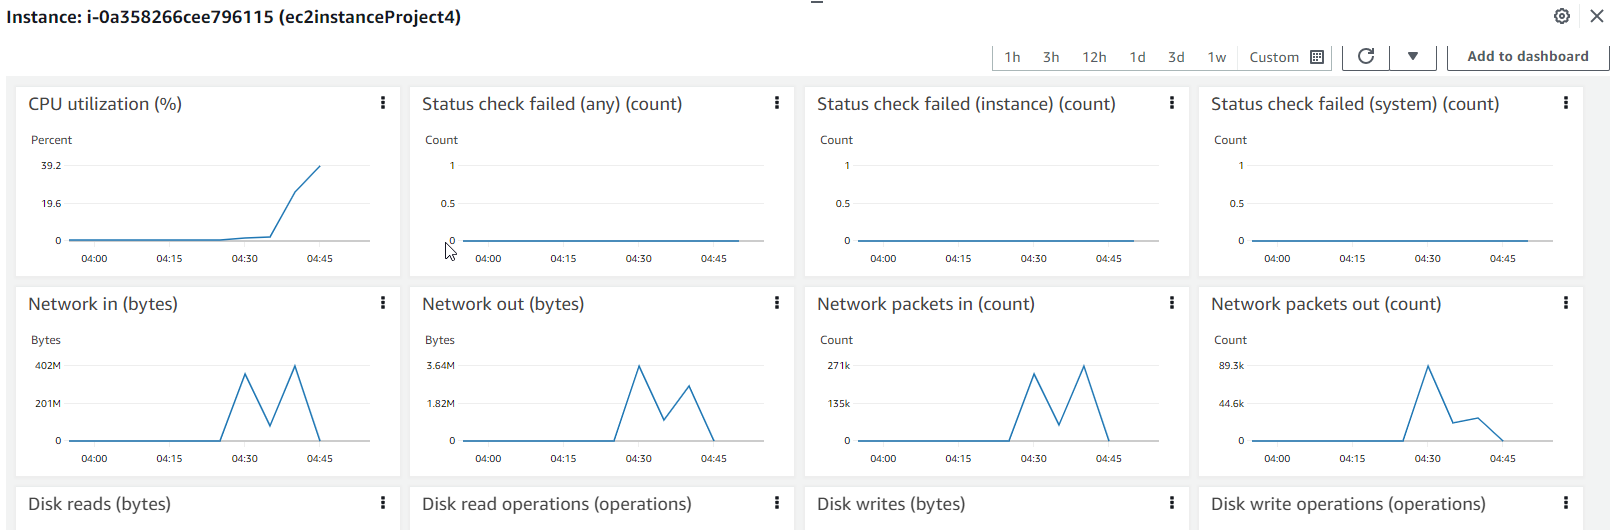 Instance: i-0a358266cee796115 (ec2instanceProject4)
1h 3h 12h 1d 3d 1w Custom Add to dashboard
CPU utilization (%)
Percent
39.2
19.6
0
04:00 04:15 04:30 04:45
Status check failed (any) (count)
Count
1
0.5
0
04:00 04:15 04:30 04:45
Status check failed (instance) (count)
Count
1
0.5
0
04:00 04:15 04:30 04:45
Status check failed (system) (count)
Count
1
0.5
0
04:00 04:15 04:30 04:45
Network in (bytes)
Bytes
402M
201M
0
04:00 04:15 04:30 04:45
Network out (bytes)
Bytes
3.64M
1.82M
0
04:00 04:15 04:30 04:45
Network packets in (count)
Count
271k
135k
0
04:00 04:15 04:30 04:45
Network packets out (count)
Count
89.3k
44.6k
0
04:00 04:15 04:30 04:45
Disk reads (bytes)
Disk read operations (operations)
Disk writes (bytes)
Disk write operations (operations)